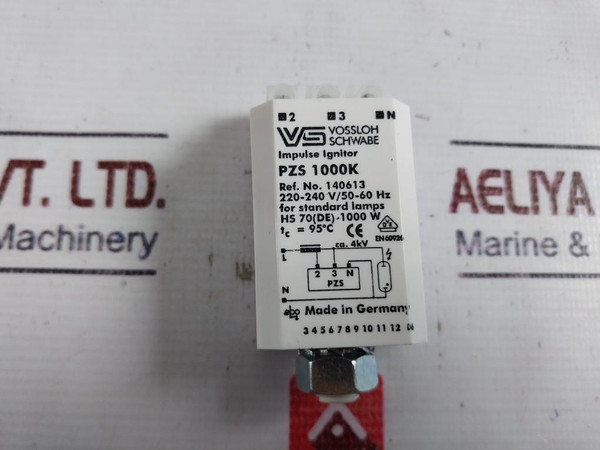 2 3 N
VS VOSSLOH
SCHWABE
Impulse Ignitor
PZS 1000K
Ref. No. 140613
220-240 V/50-60 Hz
for standard lamps
HS 70(DE)-1000 W
tc = 95°C CE
EN 60926
ca. 4kV
L
2 3 N
PZS
N
Made in Germany
3 4 5 6 7 8 9 10 11 12
VT. LTD.
Machinery
AELIYA
Marine &